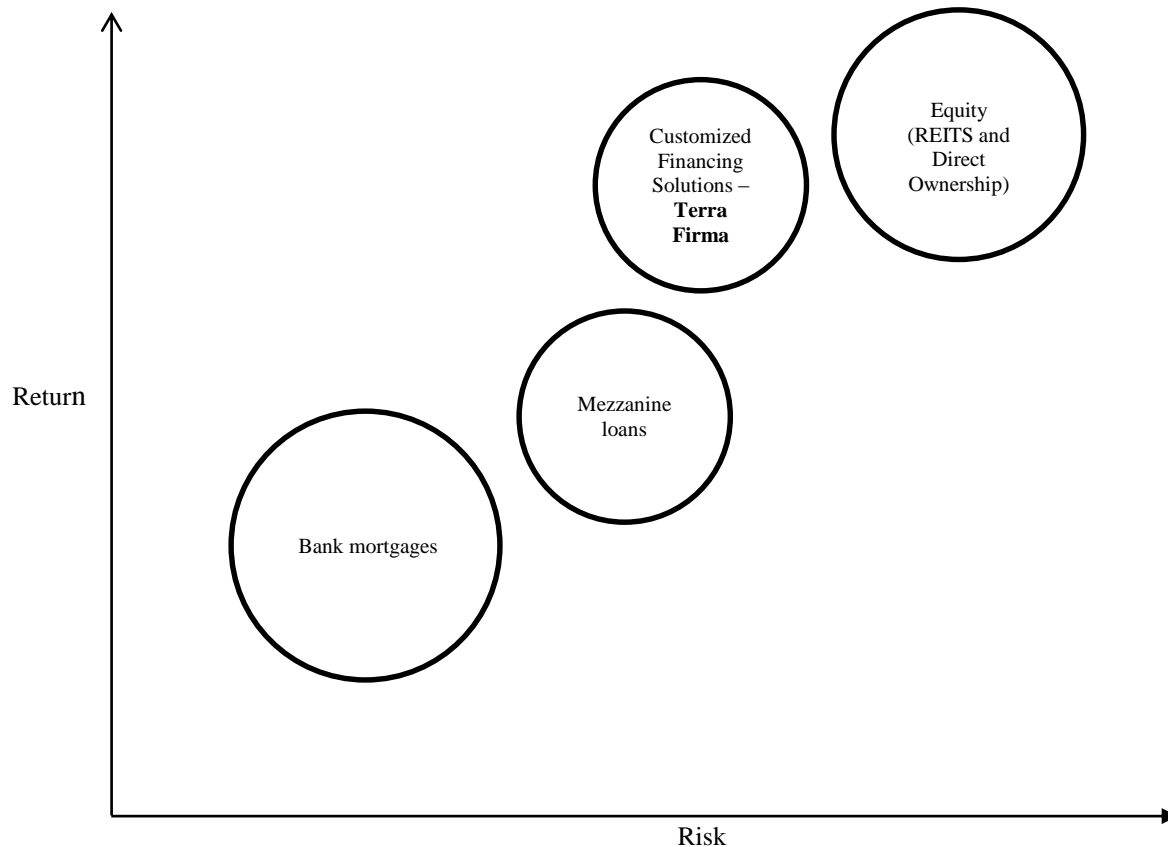 Equity
(REITS and
Direct
Ownership)
Customized
Financing
Solutions –
Terra
Firma
Return
Mezzanine
loans
Bank mortgages
Risk